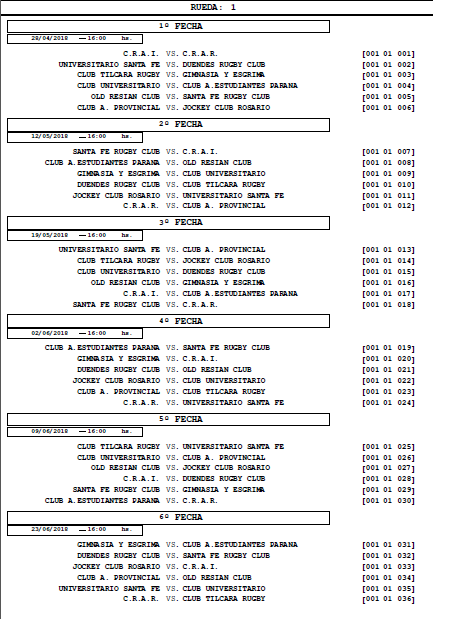 RUEDA: 1
1º FECHA
28/04/2018 — 16:00 hs.
C.R.A.I. VS. C.R.A.R. [001 01 001]
UNIVERSITARIO SANTA FE VS. DUENDES RUGBY CLUB [001 01 002]
CLUB TILCARA RUGBY VS. GIMNASIA Y ESGRIMA [001 01 003]
CLUB UNIVERSITARIO VS. CLUB A.ESTUDIANTES PARANA [001 01 004]
OLD RESIAN CLUB VS. SANTA FE RUGBY CLUB [001 01 005]
CLUB A. PROVINCIAL VS. JOCKEY CLUB ROSARIO [001 01 006]
2º FECHA
12/05/2018 — 16:00 hs.
SANTA FE RUGBY CLUB VS. C.R.A.I. [001 01 007]
CLUB A.ESTUDIANTES PARANA VS. OLD RESIAN CLUB [001 01 008]
GIMNASIA Y ESGRIMA VS. CLUB UNIVERSITARIO [001 01 009]
DUENDES RUGBY CLUB VS. CLUB TILCARA RUGBY [001 01 010]
JOCKEY CLUB ROSARIO VS. UNIVERSITARIO SANTA FE [001 01 011]
C.R.A.R. VS. CLUB A. PROVINCIAL [001 01 012]
3º FECHA
19/05/2018 — 16:00 hs.
UNIVERSITARIO SANTA FE VS. CLUB A. PROVINCIAL [001 01 013]
CLUB TILCARA RUGBY VS. JOCKEY CLUB ROSARIO [001 01 014]
CLUB UNIVERSITARIO VS. DUENDES RUGBY CLUB [001 01 015]
OLD RESIAN CLUB VS. GIMNASIA Y ESGRIMA [001 01 016]
C.R.A.I. VS. CLUB A.ESTUDIANTES PARANA [001 01 017]
SANTA FE RUGBY CLUB VS. C.R.A.R. [001 01 018]
4º FECHA
02/06/2018 — 16:00 hs.
CLUB A.ESTUDIANTES PARANA VS. SANTA FE RUGBY CLUB [001 01 019]
GIMNASIA Y ESGRIMA VS. C.R.A.I. [001 01 020]
DUENDES RUGBY CLUB VS. OLD RESIAN CLUB [001 01 021]
JOCKEY CLUB ROSARIO VS. CLUB UNIVERSITARIO [001 01 022]
CLUB A. PROVINCIAL VS. CLUB TILCARA RUGBY [001 01 023]
C.R.A.R. VS. UNIVERSITARIO SANTA FE [001 01 024]
5º FECHA
09/06/2018 — 16:00 hs.
CLUB TILCARA RUGBY VS. UNIVERSITARIO SANTA FE [001 01 025]
CLUB UNIVERSITARIO VS. CLUB A. PROVINCIAL [001 01 026]
OLD RESIAN CLUB VS. JOCKEY CLUB ROSARIO [001 01 027]
C.R.A.I. VS. DUENDES RUGBY CLUB [001 01 028]
SANTA FE RUGBY CLUB VS. GIMNASIA Y ESGRIMA [001 01 029]
CLUB A.ESTUDIANTES PARANA VS. C.R.A.R. [001 01 030]
6º FECHA
23/06/2018 — 16:00 hs.
GIMNASIA Y ESGRIMA VS. CLUB A.ESTUDIANTES PARANA [001 01 031]
DUENDES RUGBY CLUB VS. SANTA FE RUGBY CLUB [001 01 032]
JOCKEY CLUB ROSARIO VS. C.R.A.I. [001 01 033]
CLUB A. PROVINCIAL VS. OLD RESIAN CLUB [001 01 034]
UNIVERSITARIO SANTA FE VS. CLUB UNIVERSITARIO [001 01 035]
C.R.A.R. VS. CLUB TILCARA RUGBY [001 01 036]